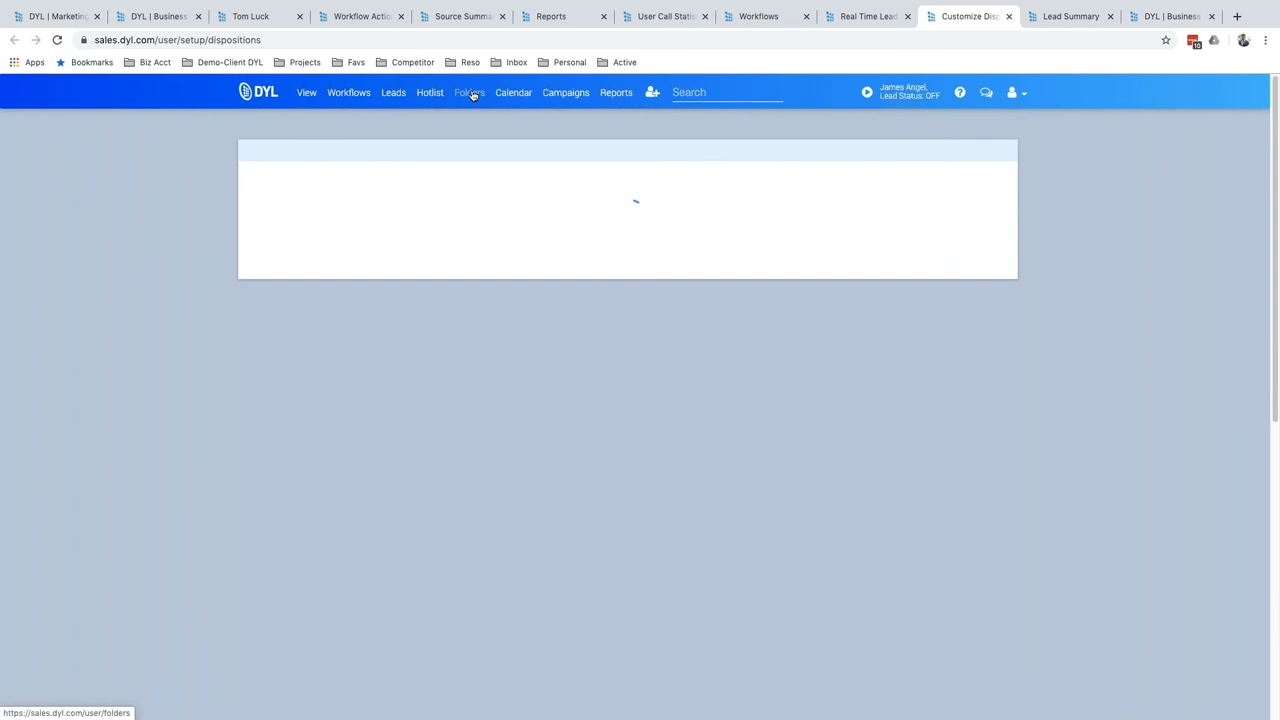 DYL | Marketing
DYL | Business
Tom Luck
Workflow Actio
Source Summa
Reports
User Call Statis
Workflows
Real Time Lead
Customize Disp
Lead Summary
DYL | Business
sales.dyl.com/user/setup/dispositions
10
Apps Bookmarks Biz Acct Demo-Client DYL Projects Favs Competitor Reso Inbox Personal Active
DYL View Workflows Leads Hotlist Folders Calendar Campaigns Reports Search
James Angel,
Lead Status: OFF
https://sales.dyl.com/user/folders